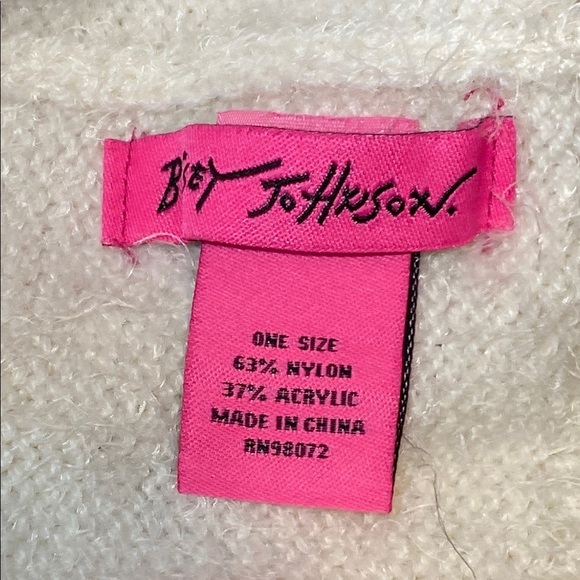 BETSEY JOHNSON.
ONE SIZE
63% NYLON
37% ACRYLIC
MADE IN CHINA
RN98072